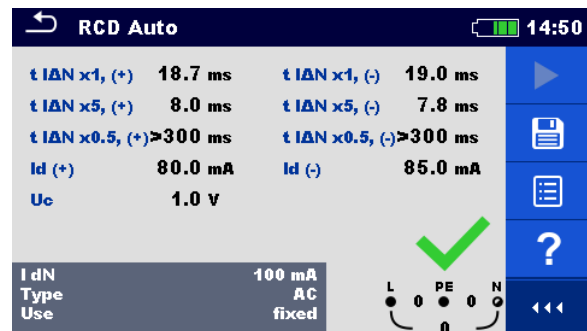 RCD Auto 14:50
t IΔN x1, (+) 18.7 ms t IΔN x1, (-) 19.0 ms
t IΔN x5, (+) 8.0 ms t IΔN x5, (-) 7.8 ms
t IΔN x0.5, (+) >300 ms t IΔN x0.5, (-) >300 ms
Id (+) 80.0 mA Id (-) 85.0 mA
Uc 1.0 V
?
I dN 100 mA
Type AC
Use fixed
L PE N
0 0
0